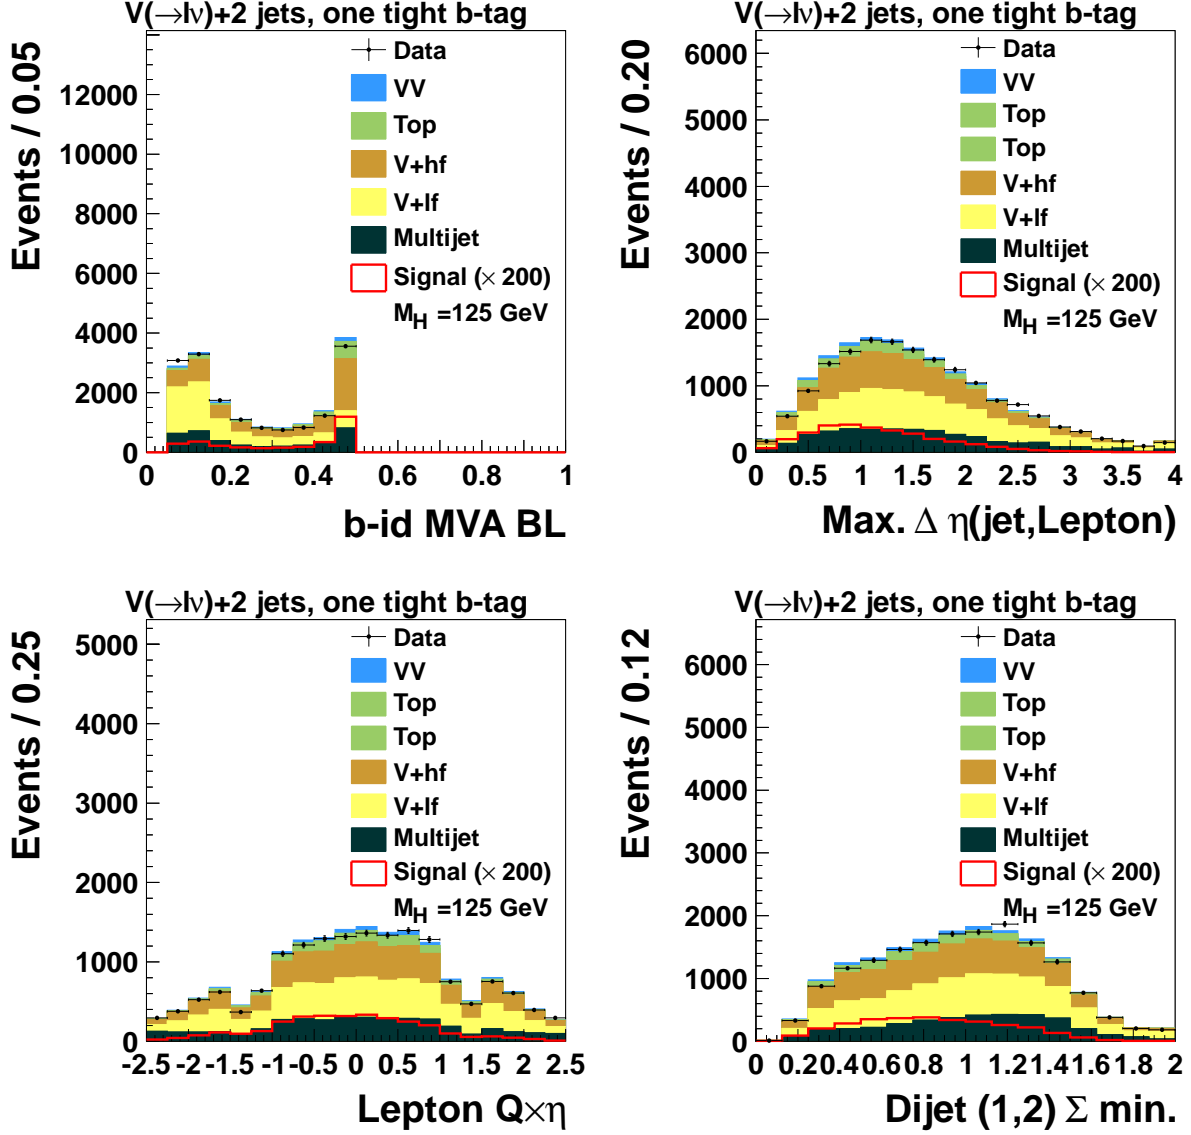 V(→lν)+2 jets, one tight b-tag
Events / 0.05
12000
10000
8000
6000
4000
2000
0
Data
VV
Top
V+hf
V+lf
Multijet
Signal (× 200)
M_H =125 GeV
0 0.2 0.4 0.6 0.8 1
b-id MVA BL
V(→lν)+2 jets, one tight b-tag
Events / 0.20
6000
5000
4000
3000
2000
1000
0
Data
VV
Top
Top
V+hf
V+lf
Multijet
Signal (× 200)
M_H =125 GeV
0 0.5 1 1.5 2 2.5 3 3.5 4
Max. Δ η(jet,Lepton)
V(→lν)+2 jets, one tight b-tag
Events / 0.25
5000
4000
3000
2000
1000
0
Data
VV
Top
Top
V+hf
V+lf
Multijet
Signal (× 200)
M_H =125 GeV
-2.5 -2 -1.5 -1 -0.5 0 0.5 1 1.5 2 2.5
Lepton Q×η
V(→lν)+2 jets, one tight b-tag
Events / 0.12
6000
5000
4000
3000
2000
1000
0
Data
VV
Top
Top
V+hf
V+lf
Multijet
Signal (× 200)
M_H =125 GeV
0 0.2 0.4 0.6 0.8 1 1.2 1.4 1.6 1.8 2
Dijet (1,2) Σ min.